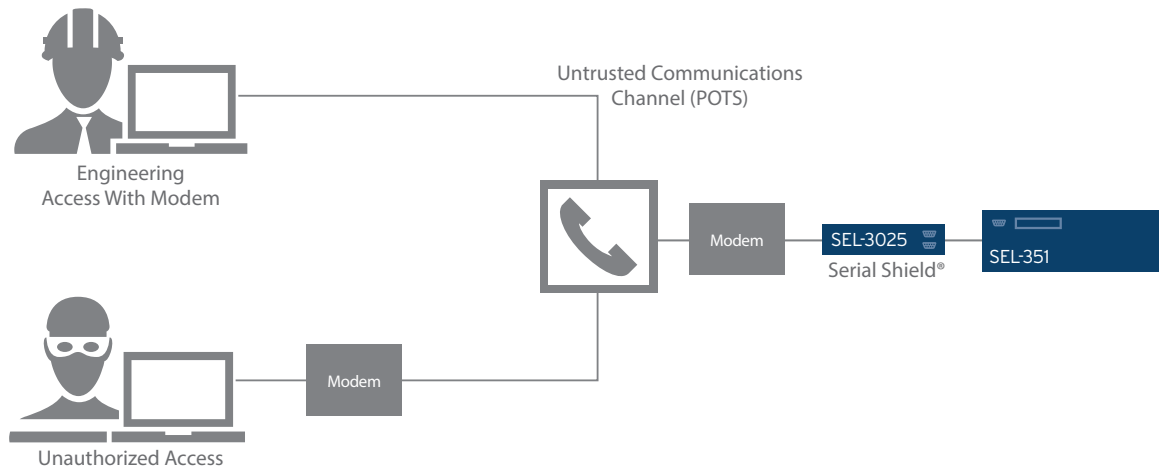 Untrusted Communications
Channel (POTS)
Engineering
Access With Modem
Modem
SEL-3025
Serial Shield®
SEL-351
Modem
Unauthorized Access